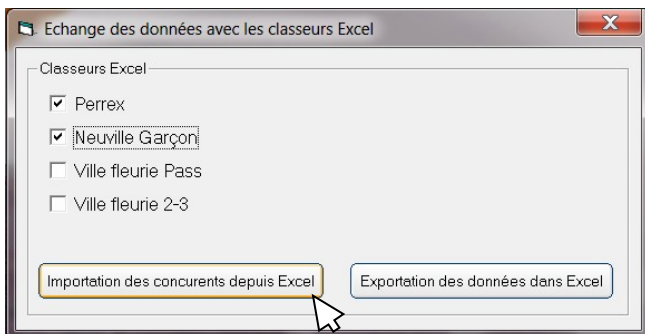 Echange des données avec les classeurs Excel
Classeurs Excel
Perrex
Neuville Garçon
Ville fleurie Pass
Ville fleurie 2-3
Importation des concurents depuis Excel
Exportation des données dans Excel